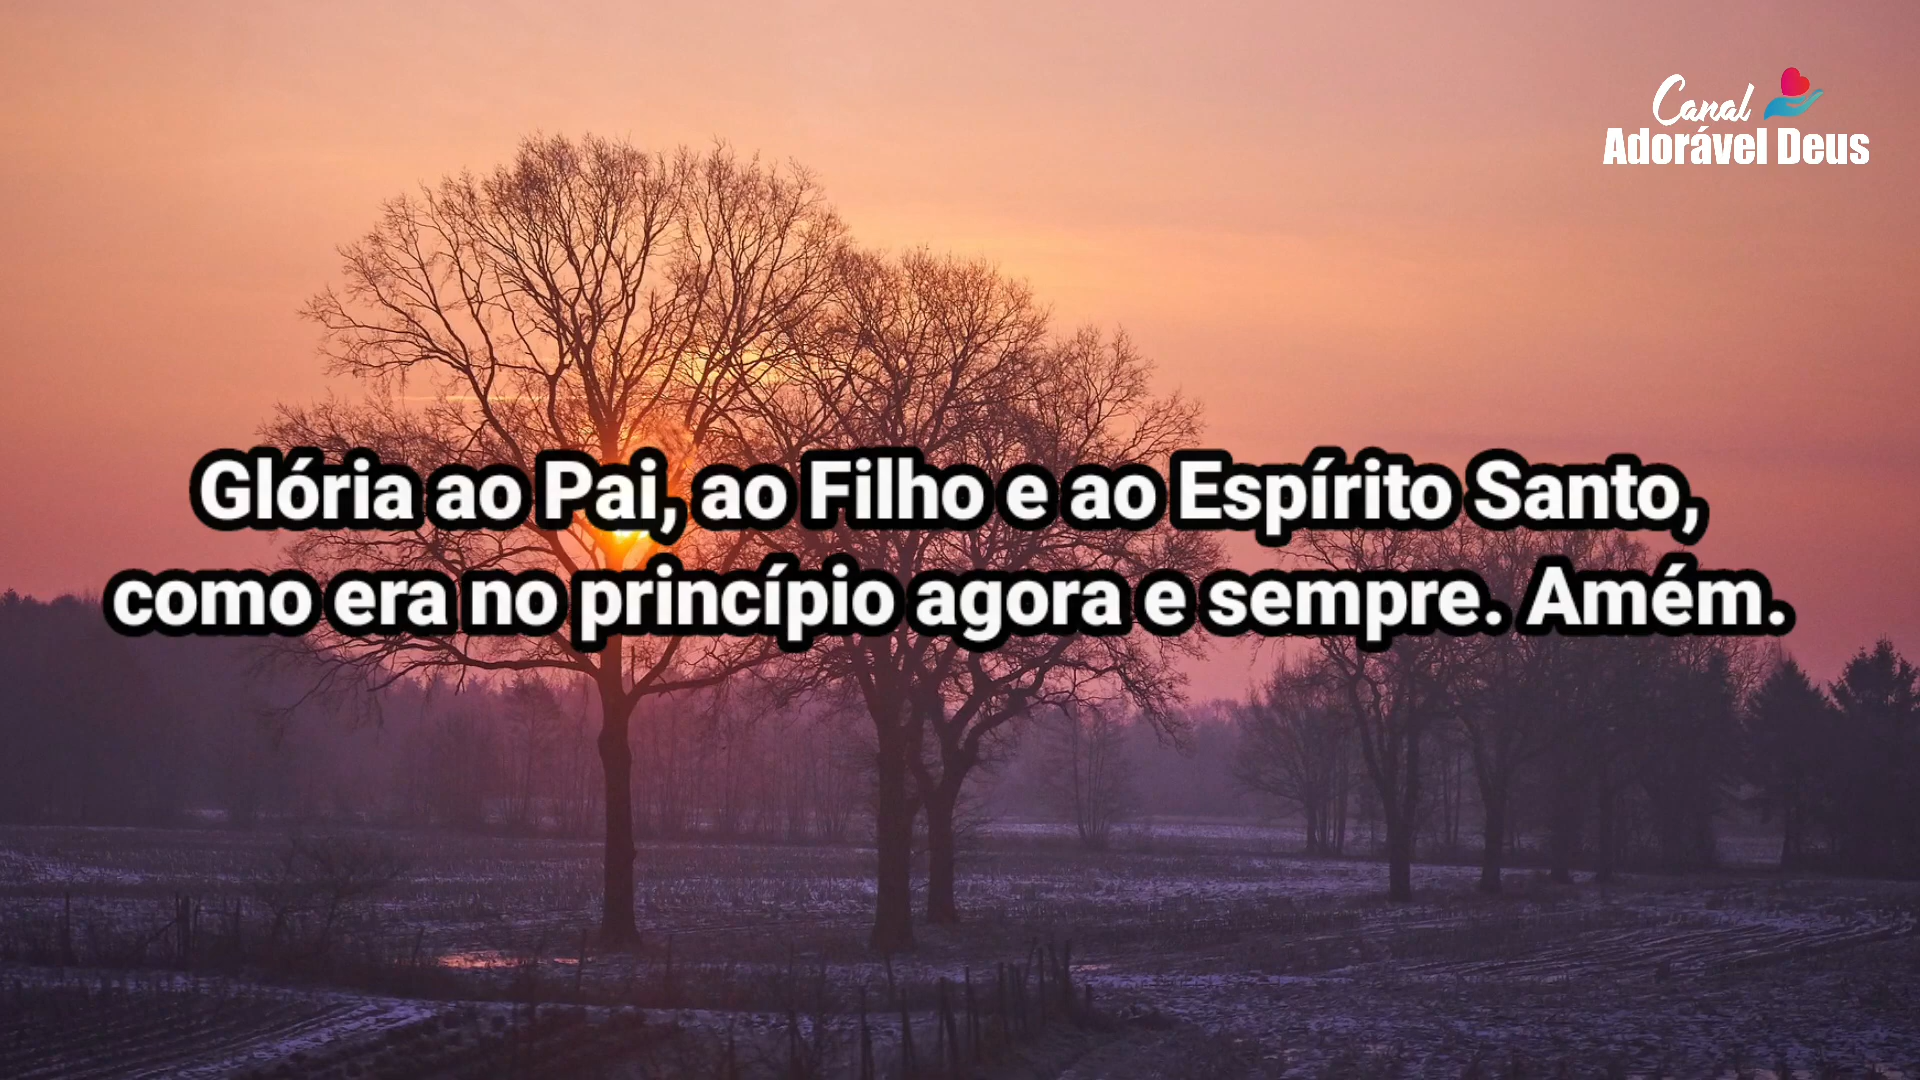 Canal
Adorável Deus
Glória ao Pai, ao Filho e ao Espírito Santo,
como era no princípio agora e sempre. Amém.